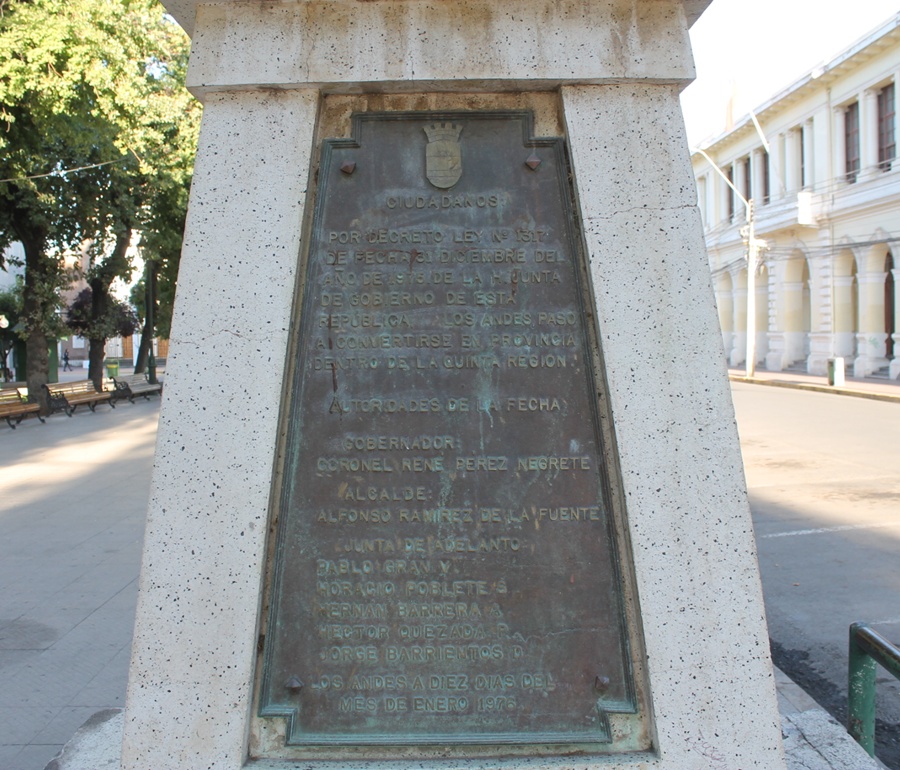 CIUDADANOS:
POR DECRETO LEY Nº 1317
DE FECHA 31 DICIEMBRE DEL
AÑO DE 1975 DE LA H. JUNTA
DE GOBIERNO DE ESTA
REPUBLICA... LOS ANDES PASO
A CONVERTIRSE EN PROVINCIA
DENTRO DE LA QUINTA REGION.
AUTORIDADES DE LA FECHA
GOBERNADOR:
CORONEL RENE PEREZ NEGRETE
ALCALDE:
ALFONSO RAMIREZ DE LA FUENTE
JUNTA DE ADELANTO:
PABLO GRAN V.
HORACIO POBLETE S.
HERNAN BARRERA A.
HECTOR QUEZADA R.
JORGE BARRIENTOS D.
LOS ANDES A DIEZ DIAS DEL
MES DE ENERO 1976.